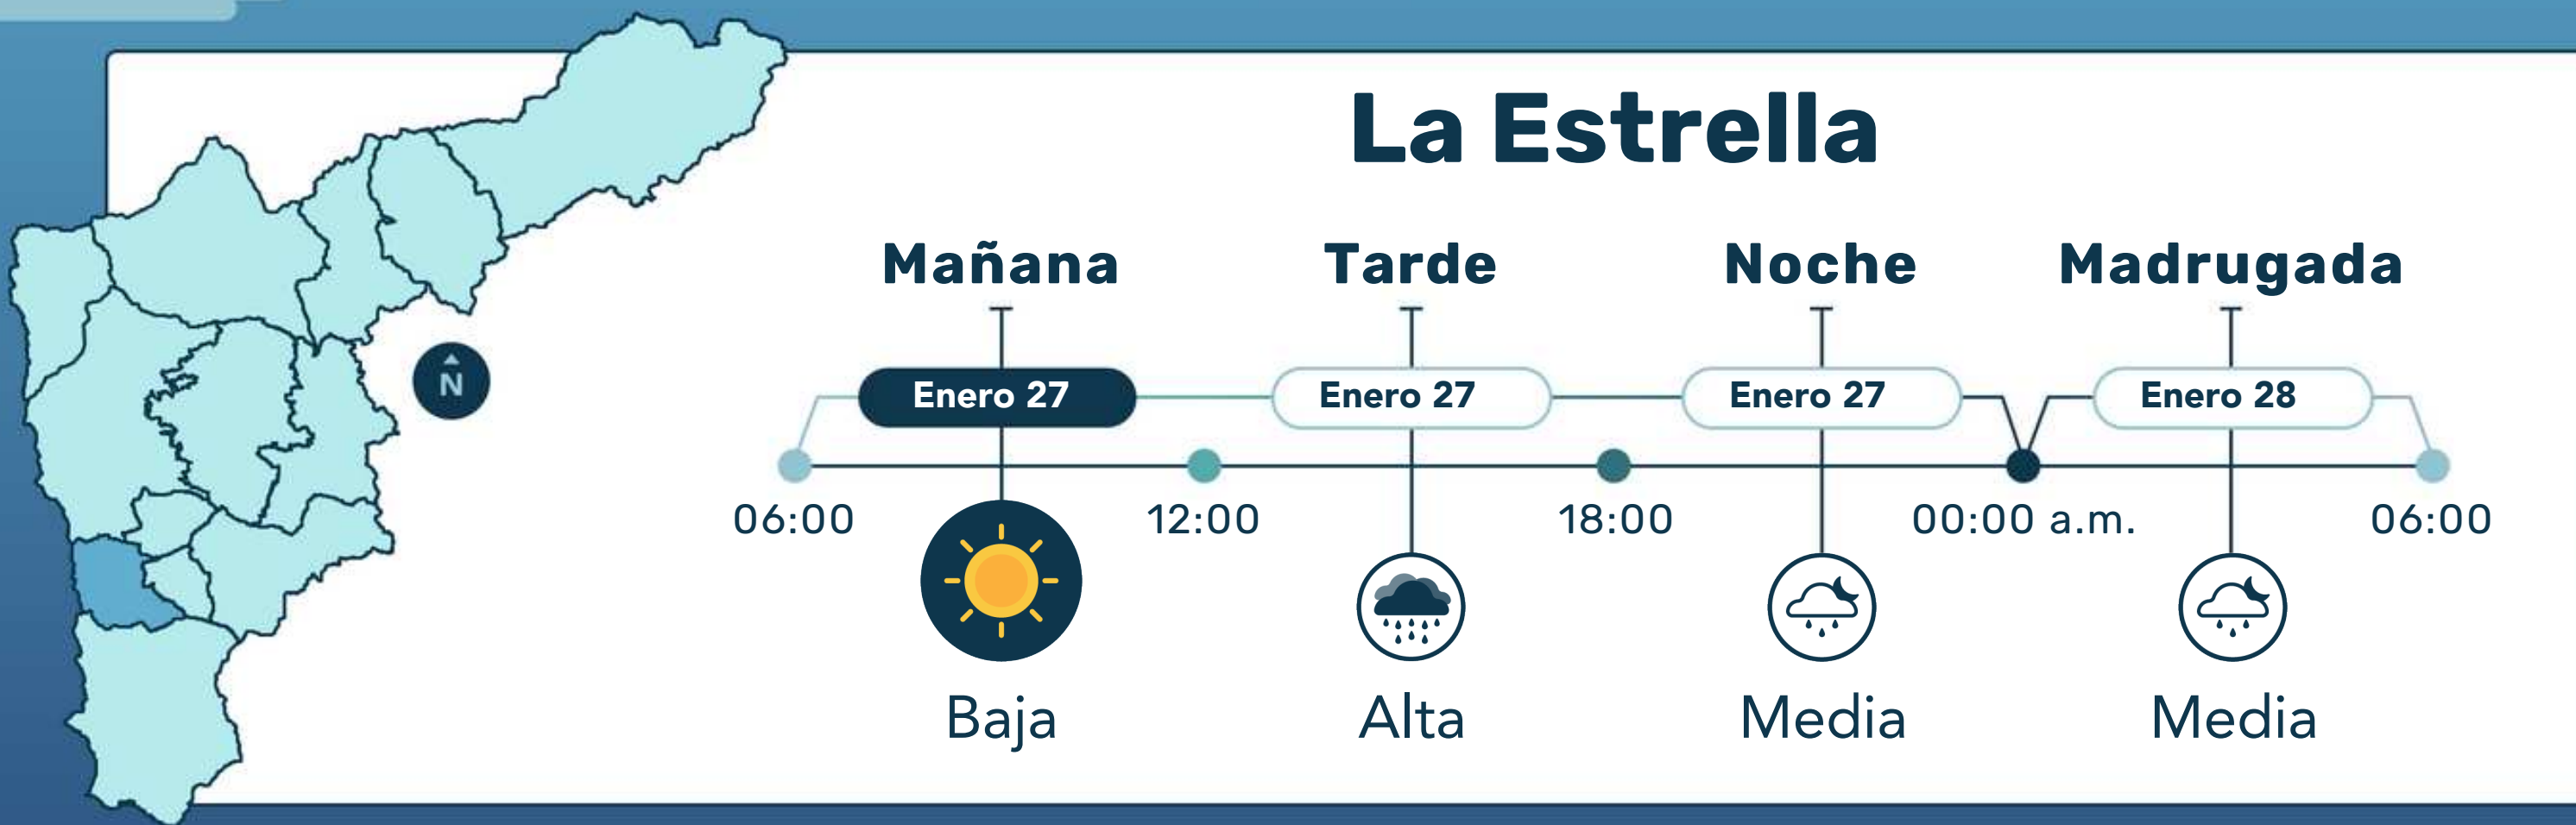 La Estrella
Mañana Tarde Noche Madrugada
N
Enero 27 Enero 27 Enero 27 Enero 28
06:00 12:00 18:00 00:00 a.m. 06:00
Baja Alta Media Media